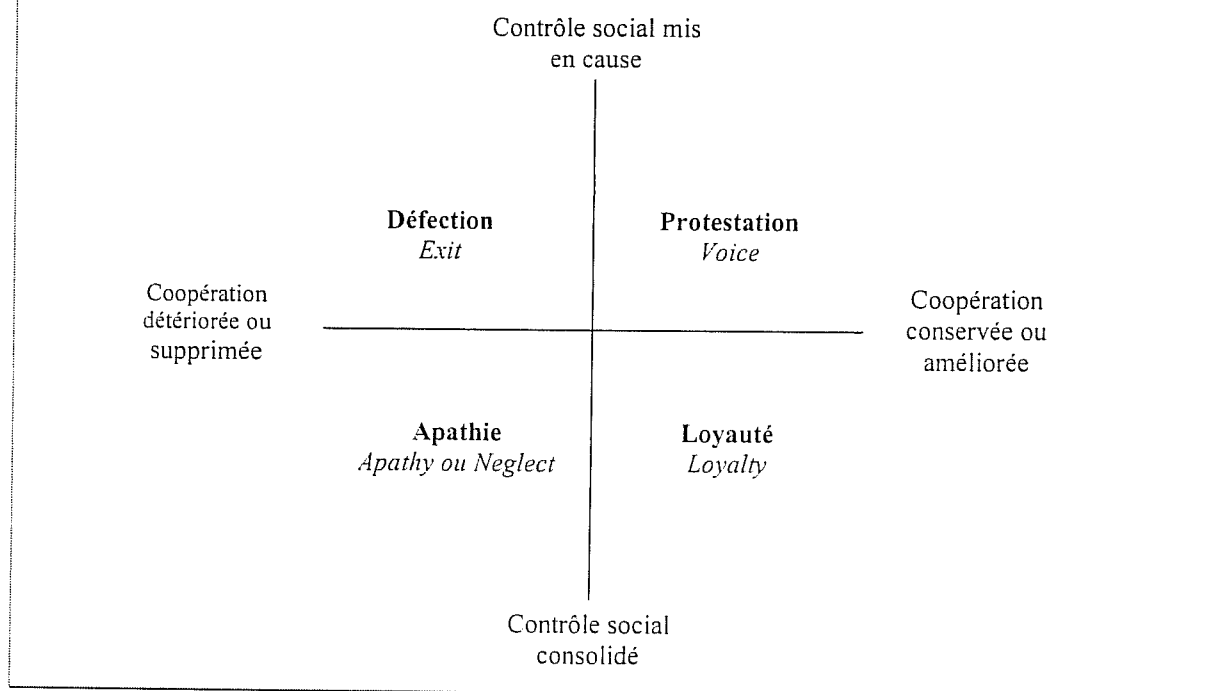 Contrôle social mis
en cause
Défection
Exit
Protestation
Voice
Coopération
détériorée ou
supprimée
Coopération
conservée ou
améliorée
Apathie
Apathy ou Neglect
Loyauté
Loyalty
Contrôle social
consolidé